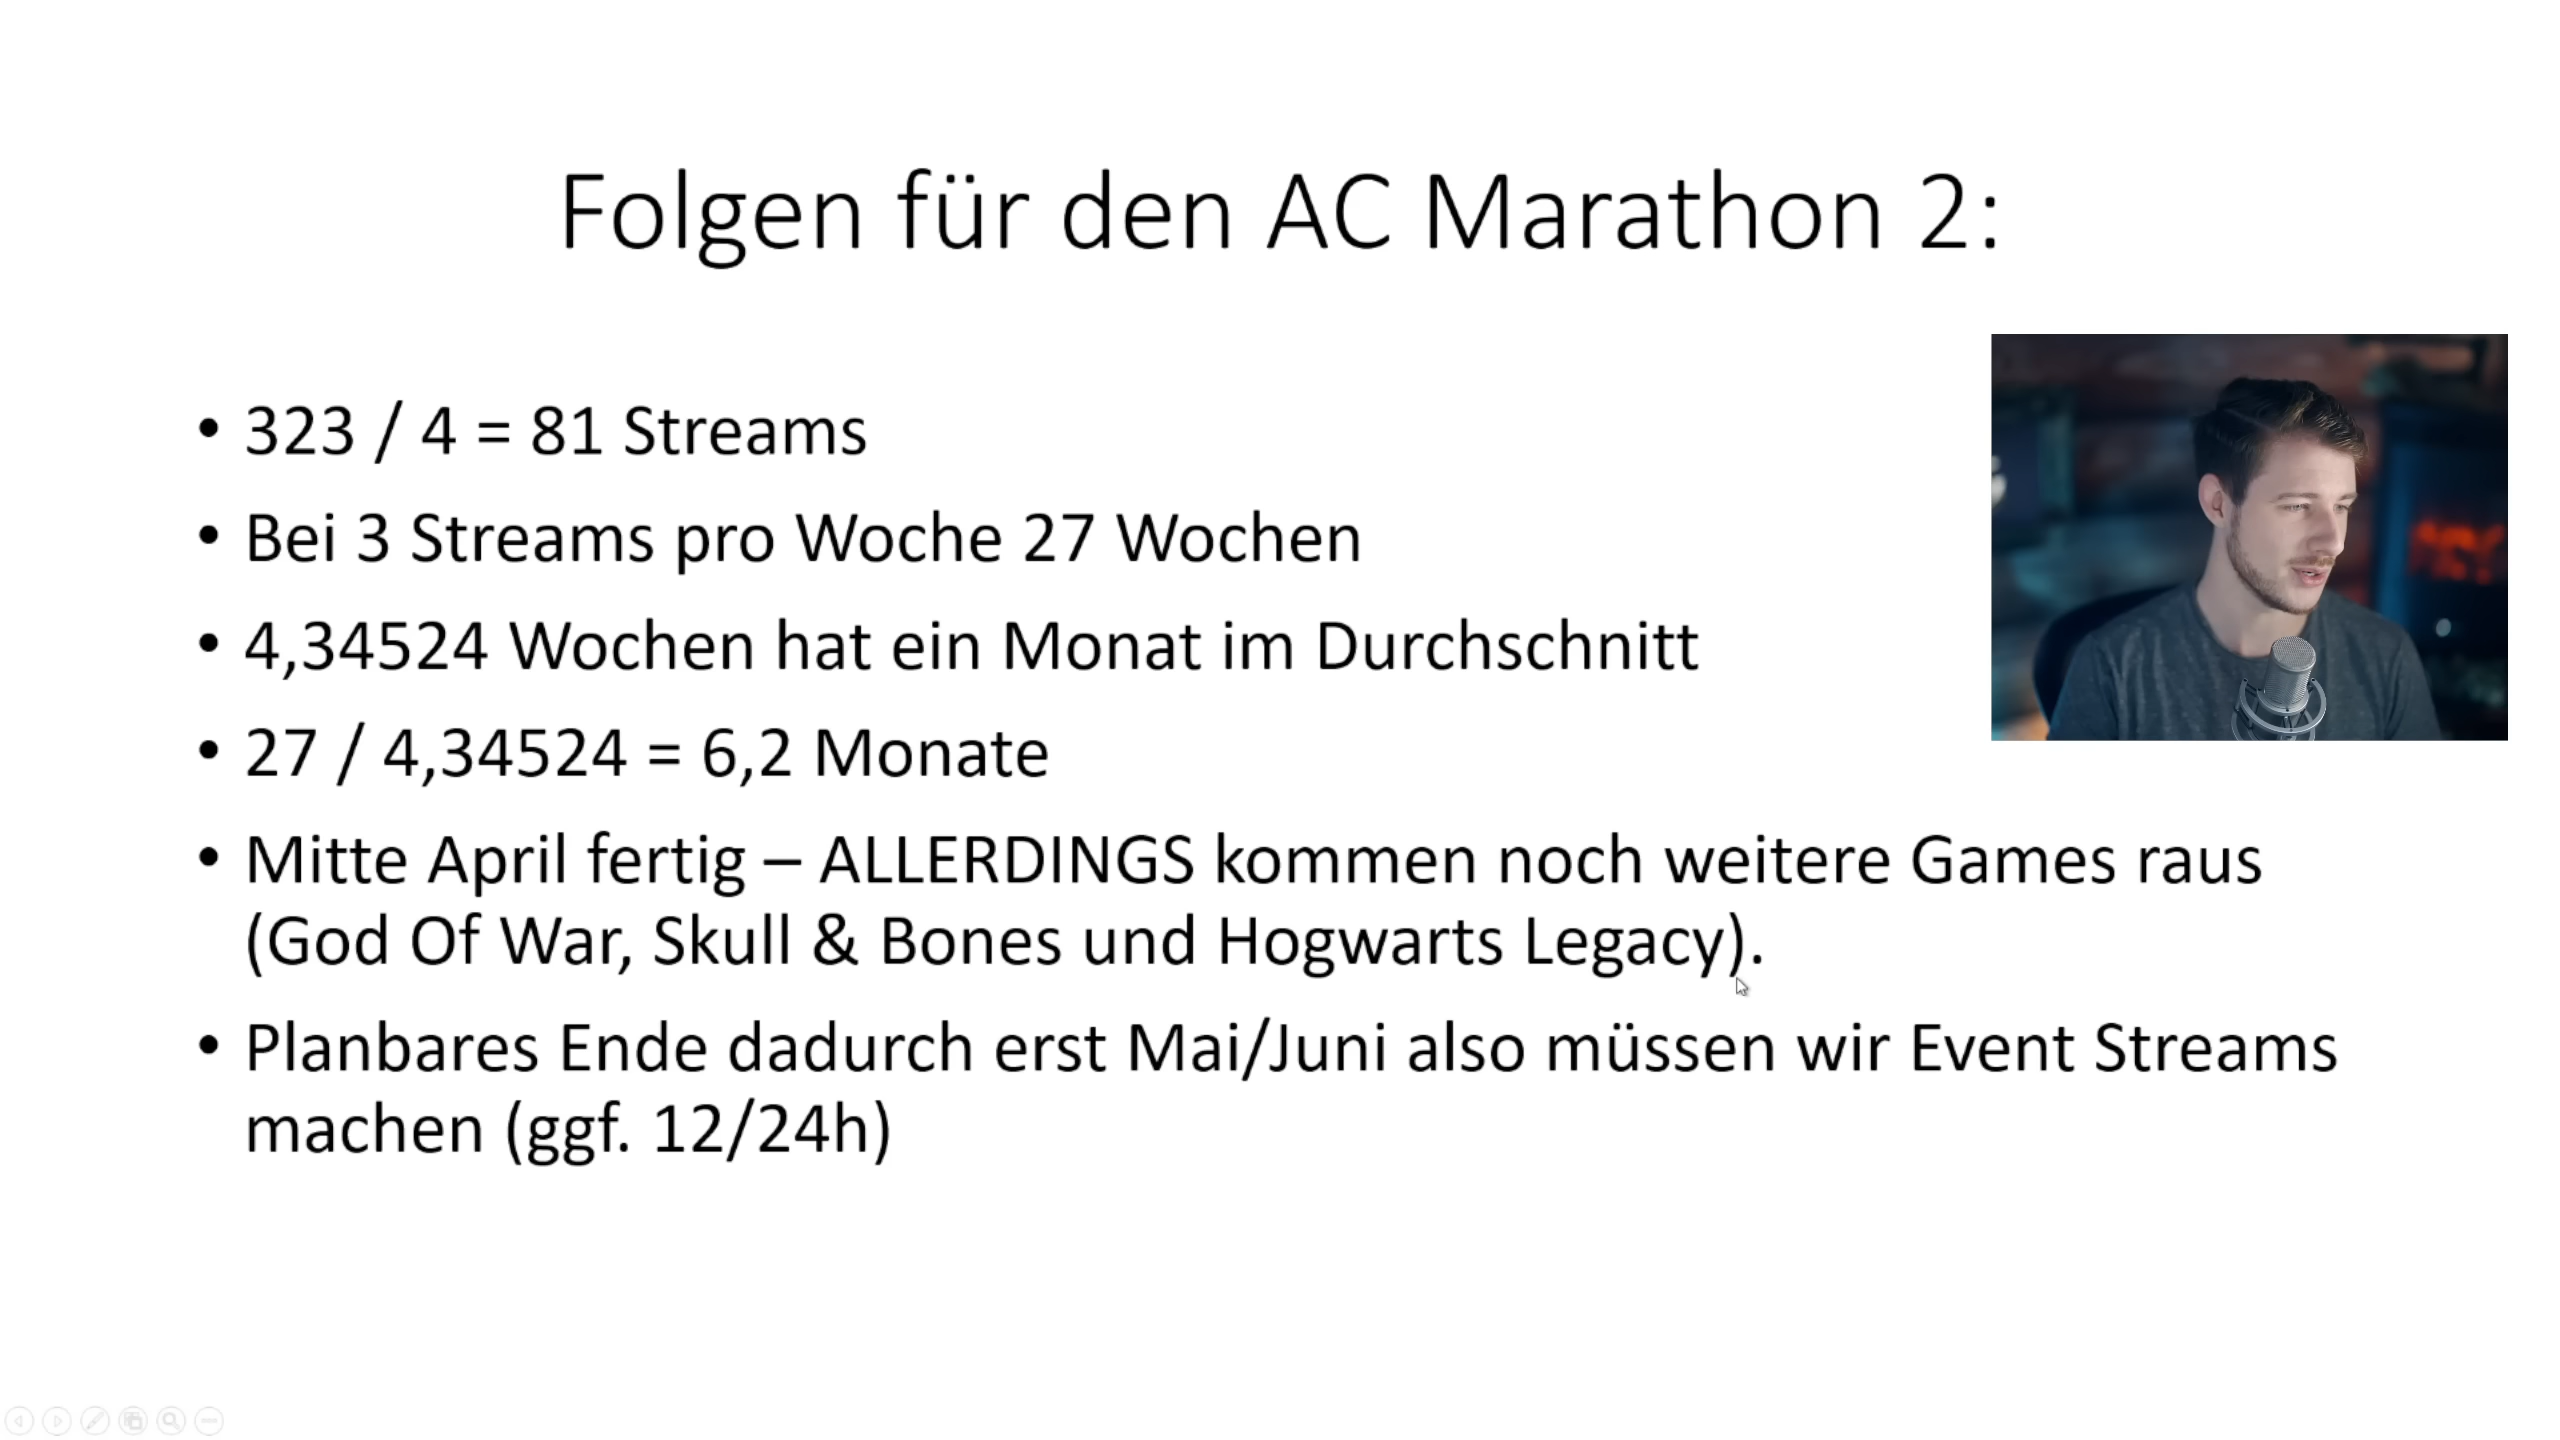 Folgen für den AC Marathon 2:
• 323 / 4 = 81 Streams
• Bei 3 Streams pro Woche 27 Wochen
• 4,34524 Wochen hat ein Monat im Durchschnitt
• 27 / 4,34524 = 6,2 Monate
• Mitte April fertig – ALLERDINGS kommen noch weitere Games raus
(God Of War, Skull & Bones und Hogwarts Legacy).
• Planbares Ende dadurch erst Mai/Juni also müssen wir Event Streams
machen (ggf. 12/24h)